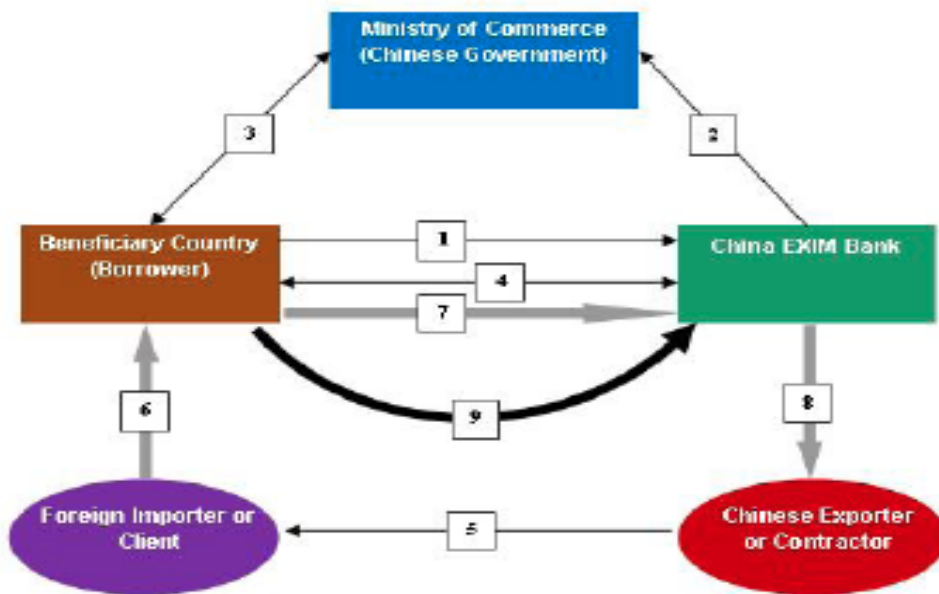 Ministry of Commerce
(Chinese Government)
3
2
Beneficiary Country
(Borrower)
1
China EXIM Bank
4
7
6
9
8
Foreign Importer or
Client
5
Chinese Exporter
or Contractor